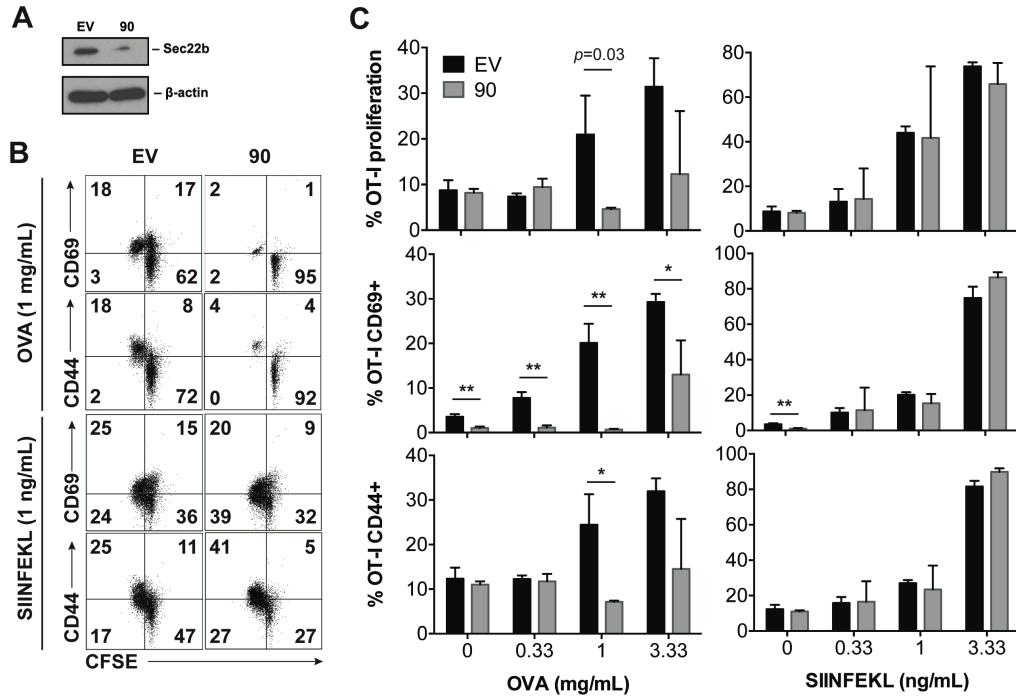 A
EV 90
– Sec22b
– β-actin
B
EV 90
OVA (1 mg/mL)
CD69
18 17 2 1
3 62 2 95
CD44
18 8 4 4
2 72 0 92
SIINFEKL (1 ng/mL)
CD69
25 15 20 9
24 36 39 32
CD44
25 11 41 5
17 47 27 27
CFSE
C
% OT-I proliferation
40
30
20
10
0
EV
90
p=0.03
80
60
40
20
0
% OT-I CD69+
40
30
20
10
0
** ** ** *
100
80
60
40
20
0
**
% OT-I CD44+
40
30
20
10
0
*
0 0.33 1 3.33
OVA (mg/mL)
100
80
60
40
20
0
0 0.33 1 3.33
SIINFEKL (ng/mL)